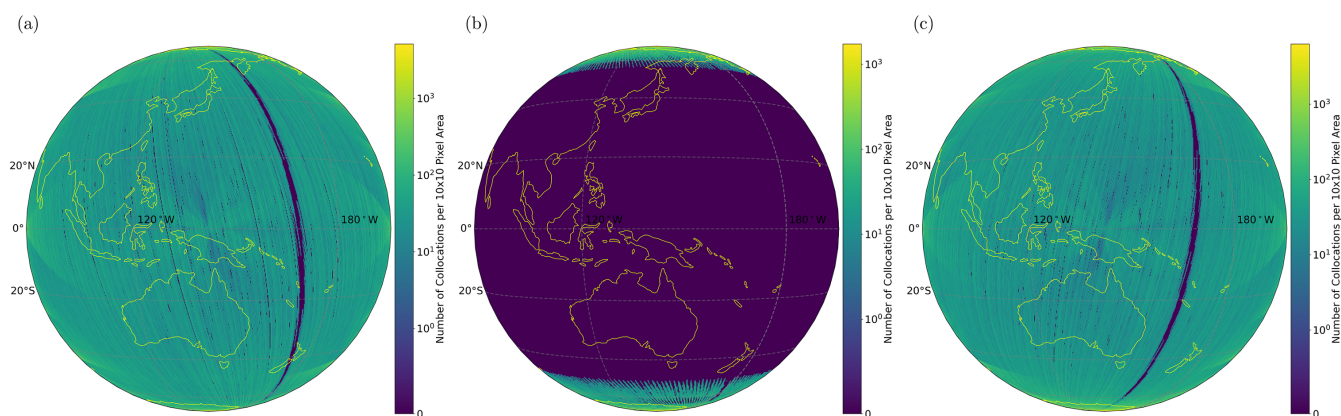 (a)
(b)
(c)
20°N
0°
20°S
120°W
180°W
10³
10²
10¹
10⁰
0
Number of Collocations per 10x10 Pixel Area
20°N
0°
20°S
120°W
180°W
10³
10²
10¹
10⁰
0
Number of Collocations per 10x10 Pixel Area
20°N
0°
20°S
120°W
180°W
10³
10²
10¹
10⁰
0
Number of Collocations per 10x10 Pixel Area